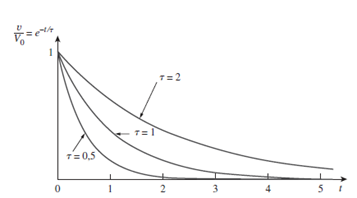 v/V₀ = e^{-t/τ}
1
τ = 2
τ = 1
τ = 0,5
0 1 2 3 4 5 t